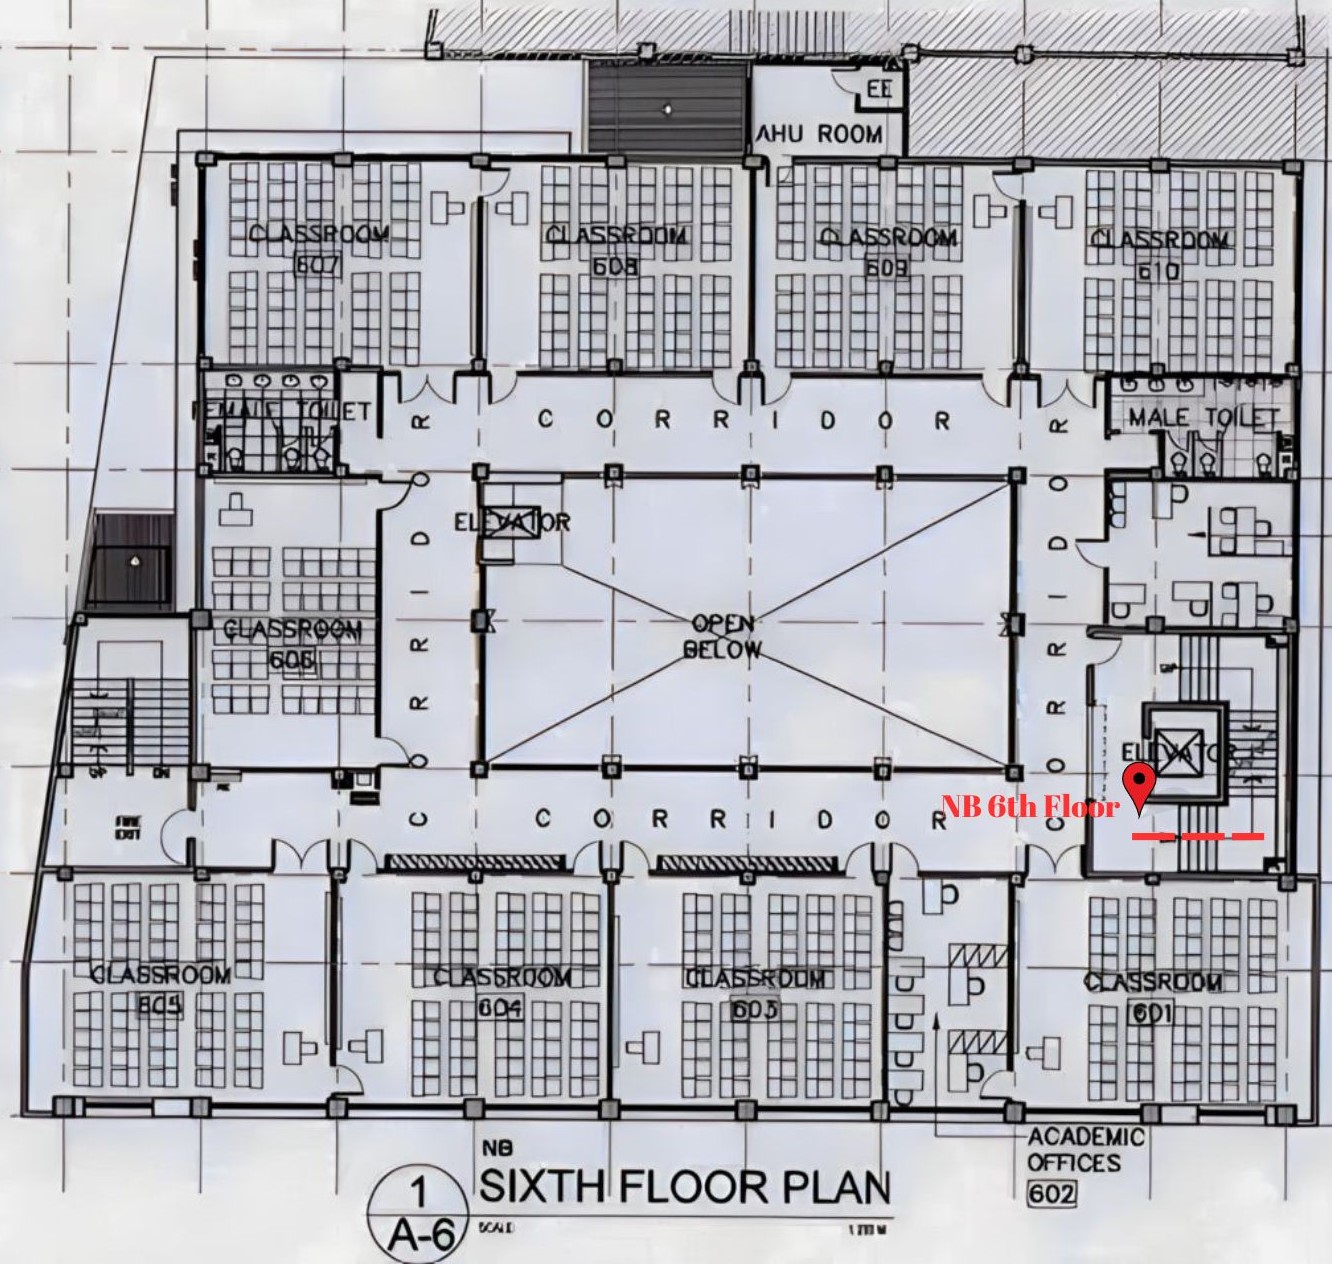 EE
AHU ROOM
CLASSROOM
607
CLASSROOM
608
CLASSROOM
609
CLASSROOM
610
FEMALE TOILET
CORRIDOR
MALE TOILET
CORRIDOR
CORRIDOR
ELEVATOR
OPEN
BELOW
CLASSROOM
606
ELEVATOR
NB 6th Floor
FIRE
EXIT
CORRIDOR
CLASSROOM
605
CLASSROOM
604
CLASSROOM
603
CLASSROOM
601
ACADEMIC
OFFICES
602
NB
1
SIXTH FLOOR PLAN
A-6
SCALE